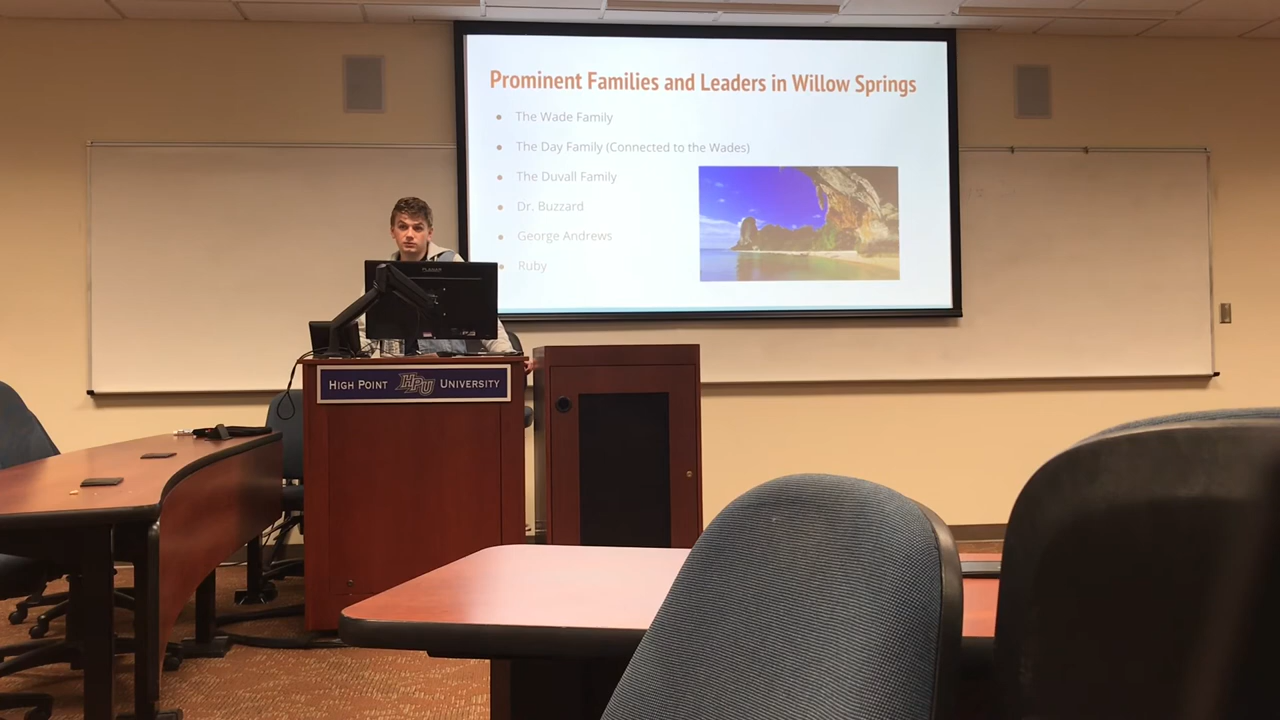 Prominent Families and Leaders in Willow Springs
The Wade Family
The Day Family (Connected to the Wades)
The Duvall Family
Dr. Buzzard
George Andrews
Ruby
PLANAR
HIGH POINT HPU UNIVERSITY